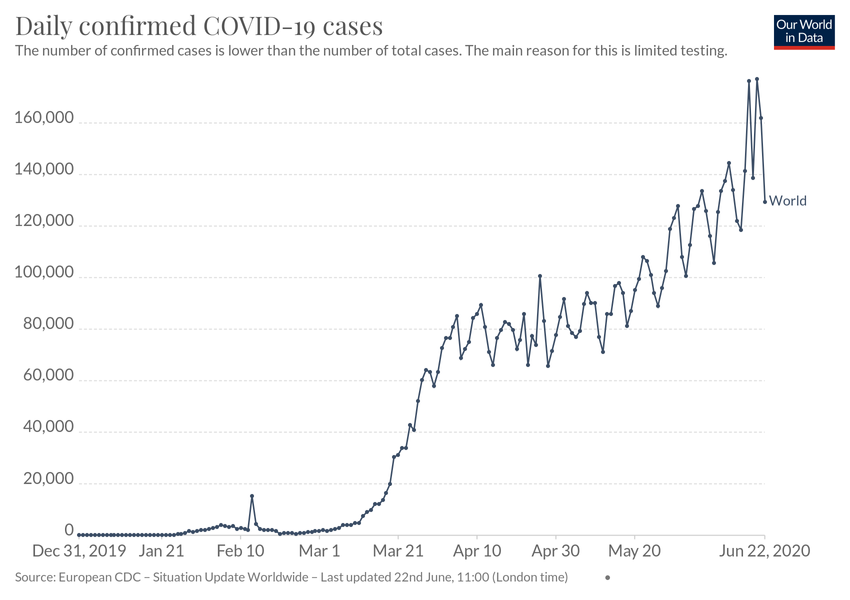 Daily confirmed COVID-19 cases
Our World
in Data
The number of confirmed cases is lower than the number of total cases. The main reason for this is limited testing.
160,000
140,000
120,000
100,000
80,000
60,000
40,000
20,000
0
World
Dec 31, 2019 Jan 21 Feb 10 Mar 1 Mar 21 Apr 10 Apr 30 May 20 Jun 22, 2020
Source: European CDC – Situation Update Worldwide – Last updated 22nd June, 11:00 (London time) •